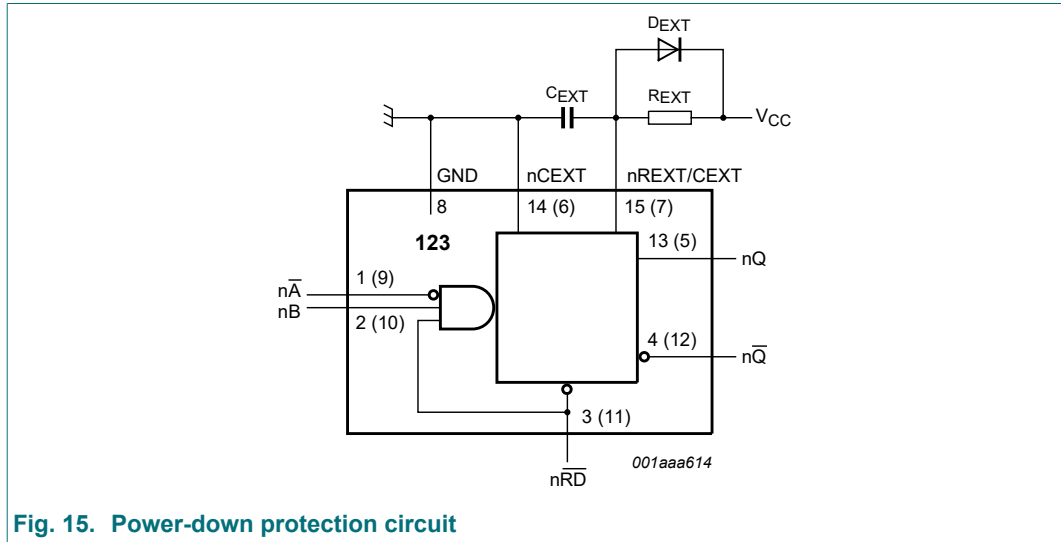 DEXT
CEXT
REXT
VCC
GND
nCEXT
nREXT/CEXT
8
14 (6)
15 (7)
123
13 (5)
nQ
1 (9)
nA̅
nB
2 (10)
4 (12)
nQ̅
3 (11)
001aaa614
nR̅D̅
Fig. 15. Power-down protection circuit